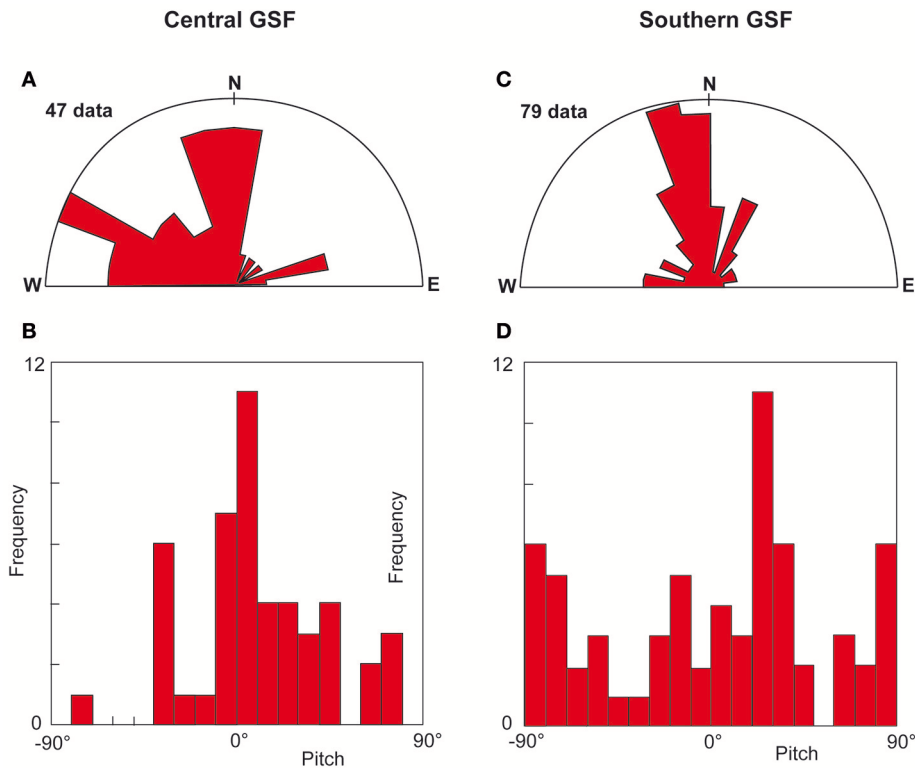 Central GSF
Southern GSF
A
N
47 data
W
E
C
N
79 data
W
E
B
12
Frequency
0
-90°
0°
90°
Pitch
D
12
Frequency
0
-90°
0°
90°
Pitch